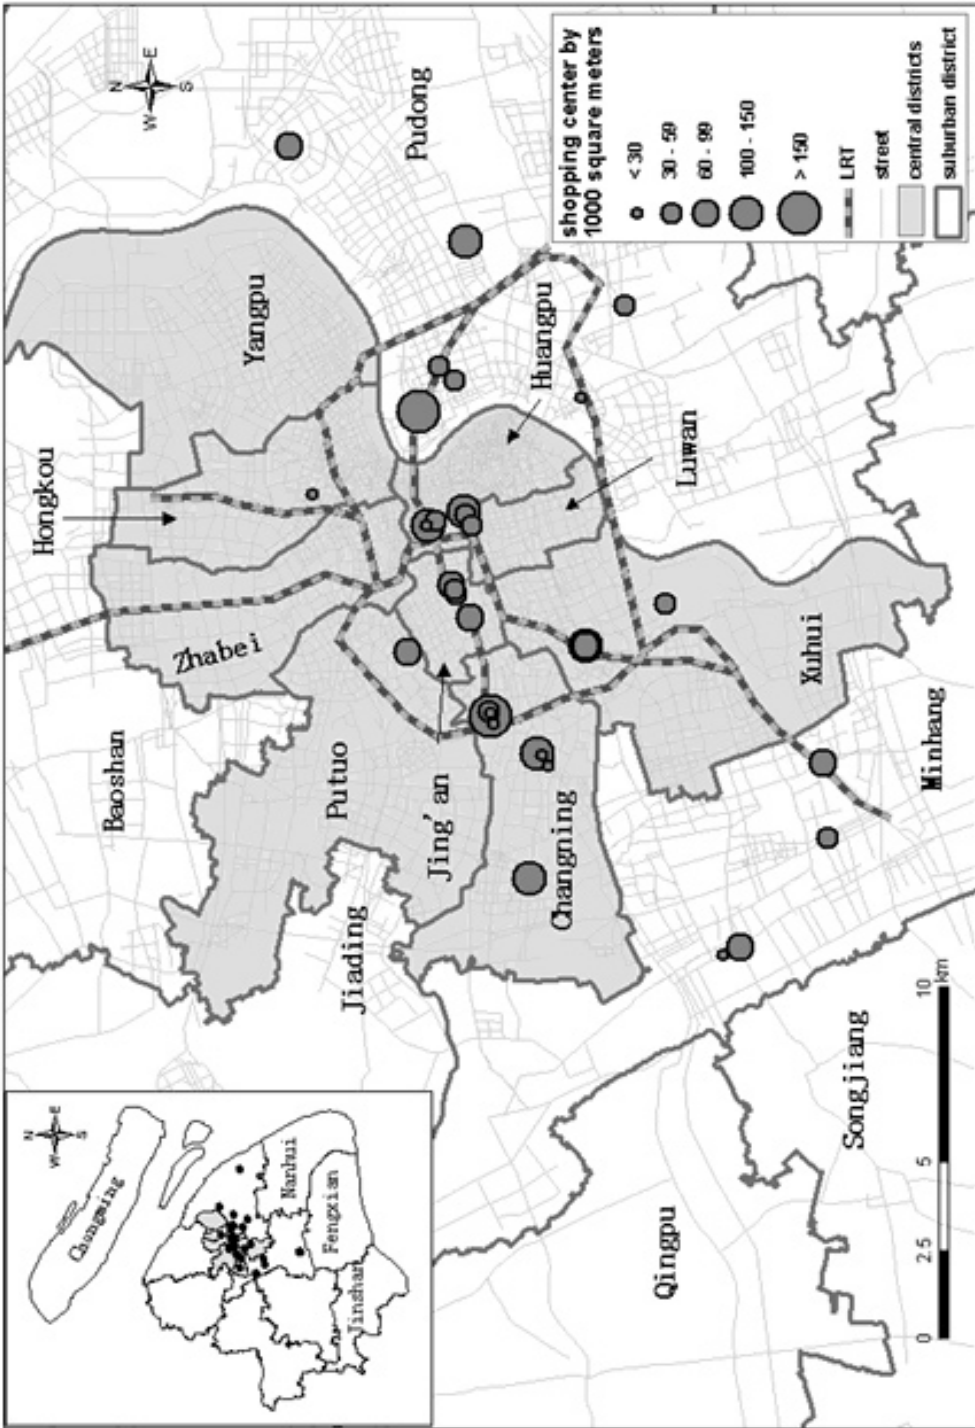 N
W E
S
Chongming
Nanhui
Fengxian
Jinshan
Baoshan
Hongkou
Yangpu
N
W E
S
Zhabei
Pudong
Putuo
Jiading
Jing'an
Huangpu
Changning
Luwan
Xuhui
Qingpu
Minhang
Songjiang
0 2.5 5 10
km
shopping center by
1000 square meters
< 30
30 - 59
60 - 99
100 - 150
> 150
LRT
street
central districts
suburban district